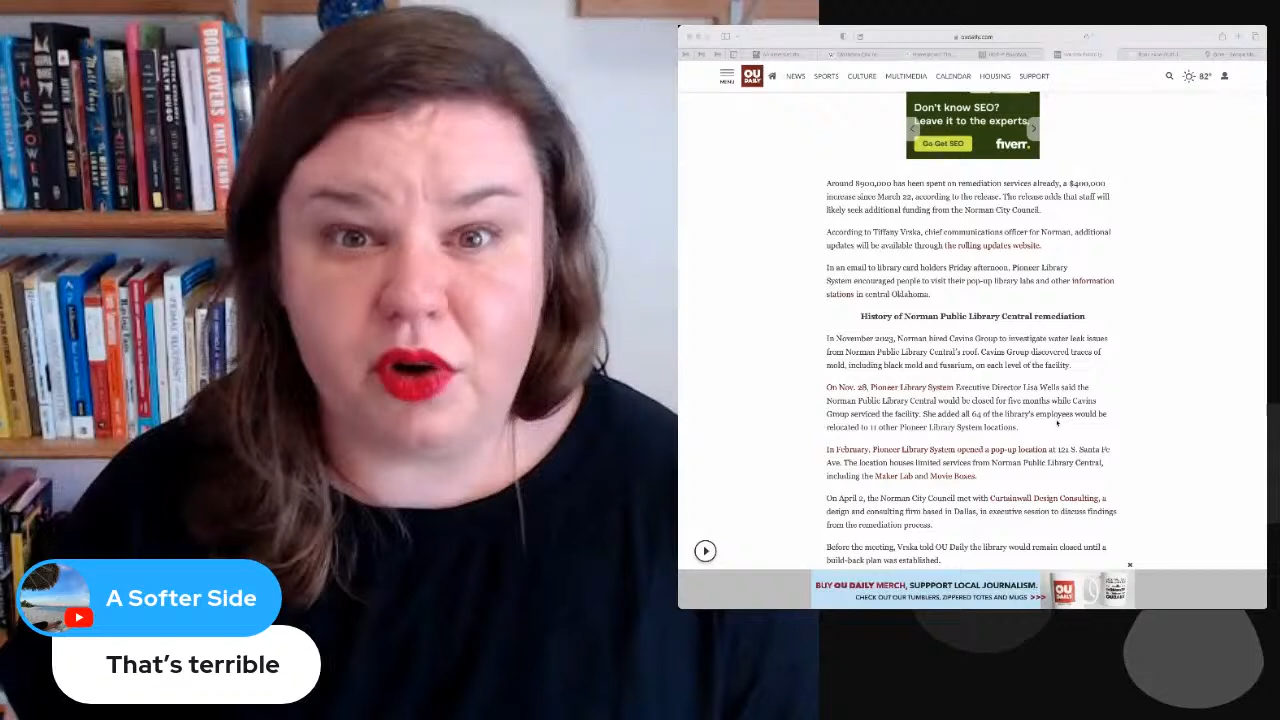 BOOK LOVERS
EMILY HENRY
POWER
A Softer Side
That's terrible
oudaily.com
MENU
OU
DAILY
NEWS
SPORTS
CULTURE
MULTIMEDIA
CALENDAR
HOUSING
SUPPORT
82°
Don't know SEO?
Leave it to the experts.
Go Get SEO
fiverr.
Around $900,000 has been spent on remediation services already, a $400,000
increase since March 22, according to the release. The release adds that staff will
likely seek additional funding from the Norman City Council.
According to Tiffany Vrska, chief communications officer for Norman, additional
updates will be available through the rolling updates website.
In an email to library card holders Friday afternoon, Pioneer Library
System encouraged people to visit their pop-up library labs and other information
stations in central Oklahoma.
History of Norman Public Library Central remediation
In November 2023, Norman hired Cavins Group to investigate water leak issues
from Norman Public Library Central's roof. Cavins Group discovered traces of
mold, including black mold and fusarium, on each level of the facility.
On Nov. 28, Pioneer Library System Executive Director Lisa Wells said the
Norman Public Library Central would be closed for five months while Cavins
Group serviced the facility. She added all 64 of the library's employees would be
relocated to 11 other Pioneer Library System locations.
In February, Pioneer Library System opened a pop-up location at 121 S. Santa Fe
Ave. The location houses limited services from Norman Public Library Central,
including the Maker Lab and Movie Boxes.
On April 2, the Norman City Council met with Curtainwall Design Consulting, a
design and consulting firm based in Dallas, in executive session to discuss findings
from the remediation process.
Before the meeting, Vrska told OU Daily the library would remain closed until a
build-back plan was established.
BUY OU DAILY MERCH, SUPPPORT LOCAL JOURNALISM.
CHECK OUT OUR TUMBLERS, ZIPPERED TOTES AND MUGS >>>